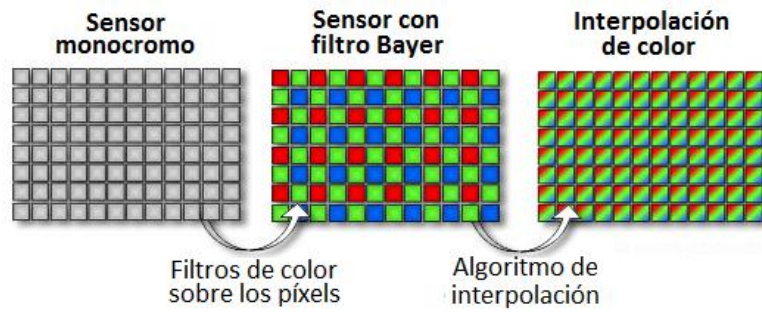 Sensor
monocromo
Sensor con
filtro Bayer
Interpolación
de color
Filtros de color
sobre los píxels
Algoritmo de
interpolación